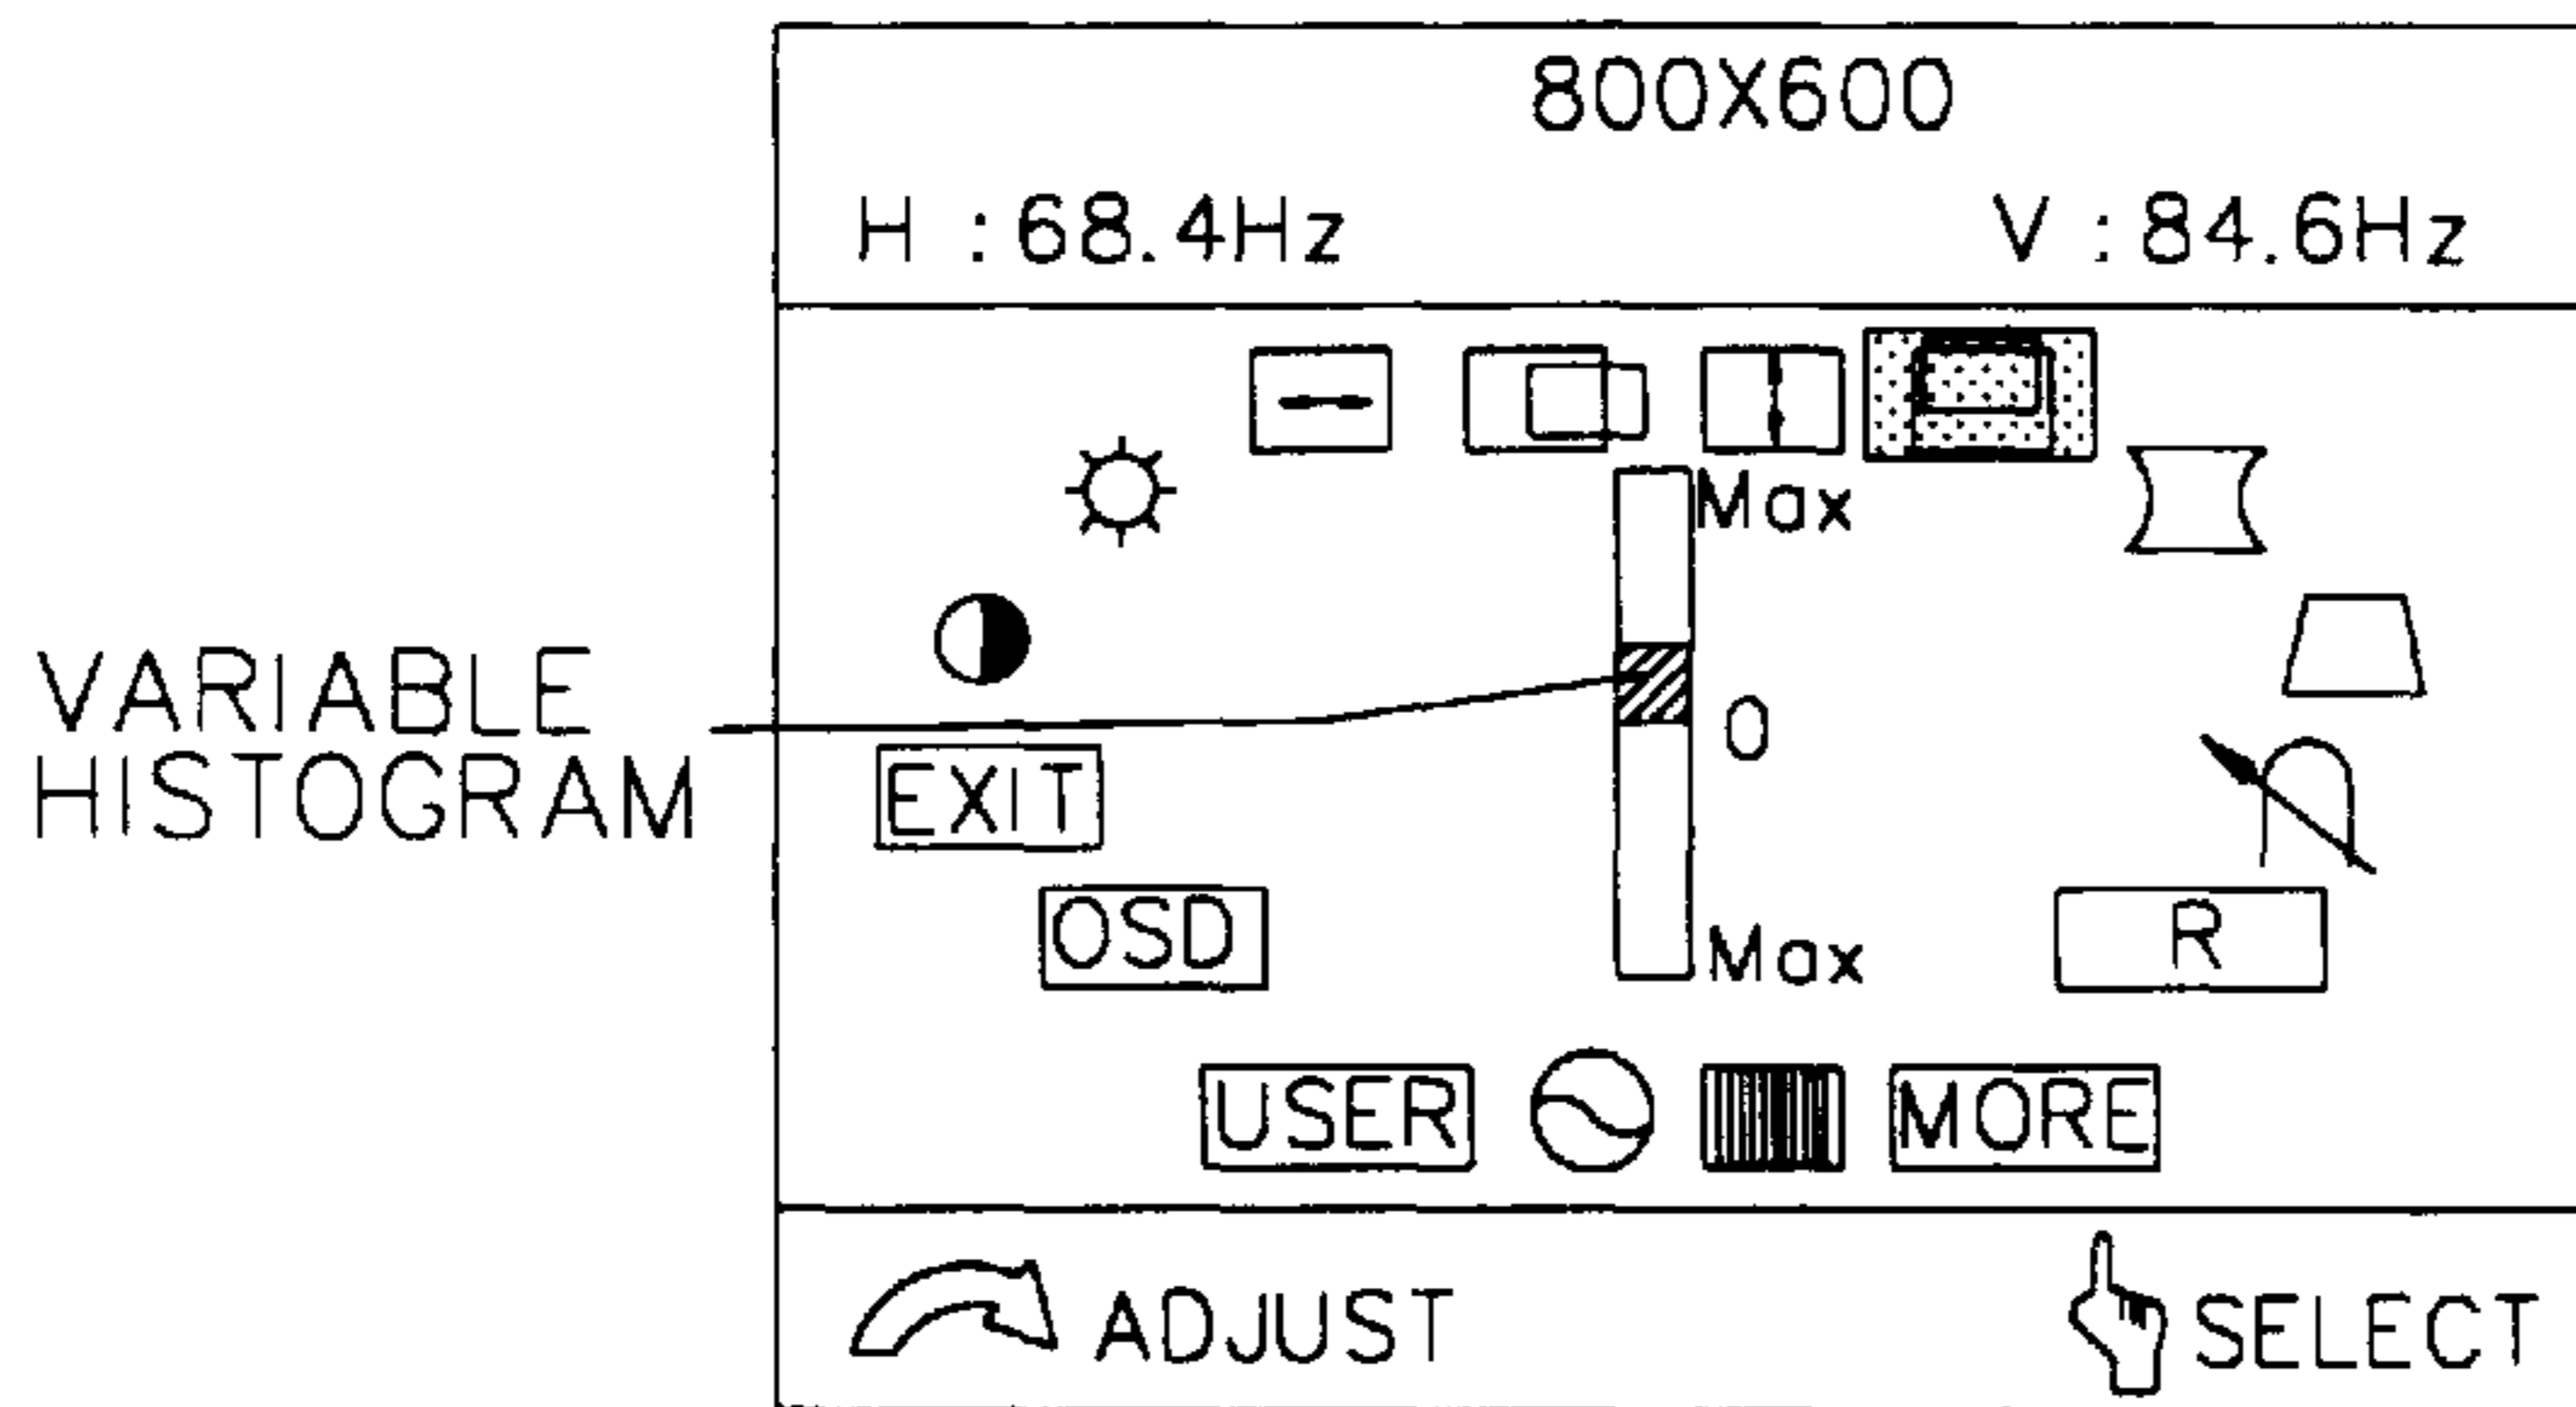 800X600
H :68.4Hz V :84.6Hz
Max
VARIABLE
HISTOGRAM
0
EXIT
OSD
Max
R
USER MORE
ADJUST SELECT